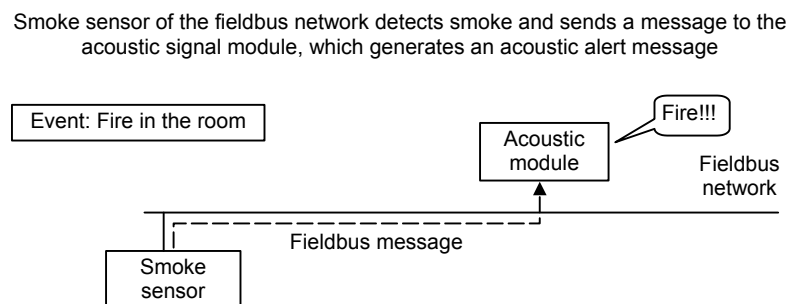 Smoke sensor of the fieldbus network detects smoke and sends a message to the
acoustic signal module, which generates an acoustic alert message
Event: Fire in the room
Fire!!!
Acoustic
module
Fieldbus
network
Fieldbus message
Smoke
sensor